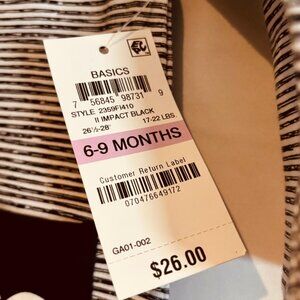 BASICS
7 56845 98731 9
STYLE 2359FI410
II IMPACT BLACK
26½-28' 17-22 LBS.
6-9 MONTHS
Customer Return Label
070476649172
GA01-002
$26.00